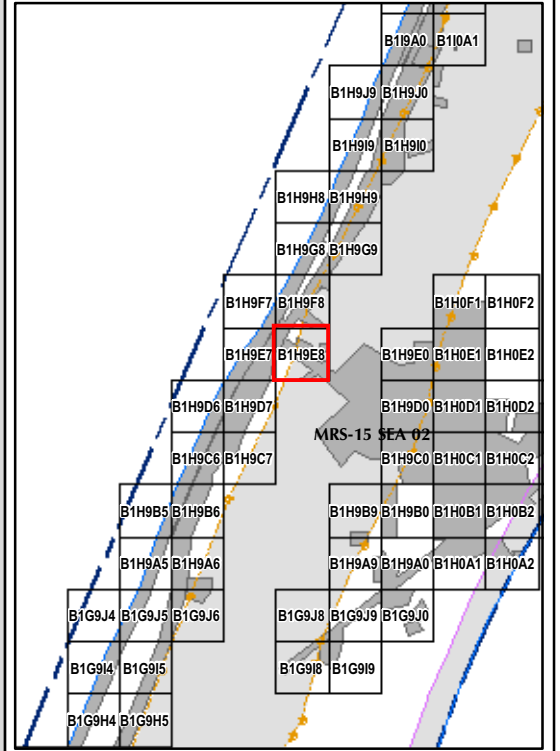 B1I9A0 B1I0A1
B1H9J9 B1H9J0
B1H9I9 B1H9I0
B1H9H8 B1H9H9
B1H9G8 B1H9G9
B1H9F7 B1H9F8 B1H0F1 B1H0F2
B1H9E7 B1H9E8 B1H9E0 B1H0E1 B1H0E2
B1H9D6 B1H9D7 B1H9D0 B1H0D1 B1H0D2
MRS-15 SEA 02
B1H9C6 B1H9C7 B1H9C0 B1H0C1 B1H0C2
B1H9B5 B1H9B6 B1H9B9 B1H9B0 B1H0B1 B1H0B2
B1H9A5 B1H9A6 B1H9A9 B1H9A0 B1H0A1 B1H0A2
B1G9J4 B1G9J5 B1G9J6 B1G9J8 B1G9J9 B1G9J0
B1G9I4 B1G9I5 B1G9I8 B1G9I9
B1G9H4 B1G9H5